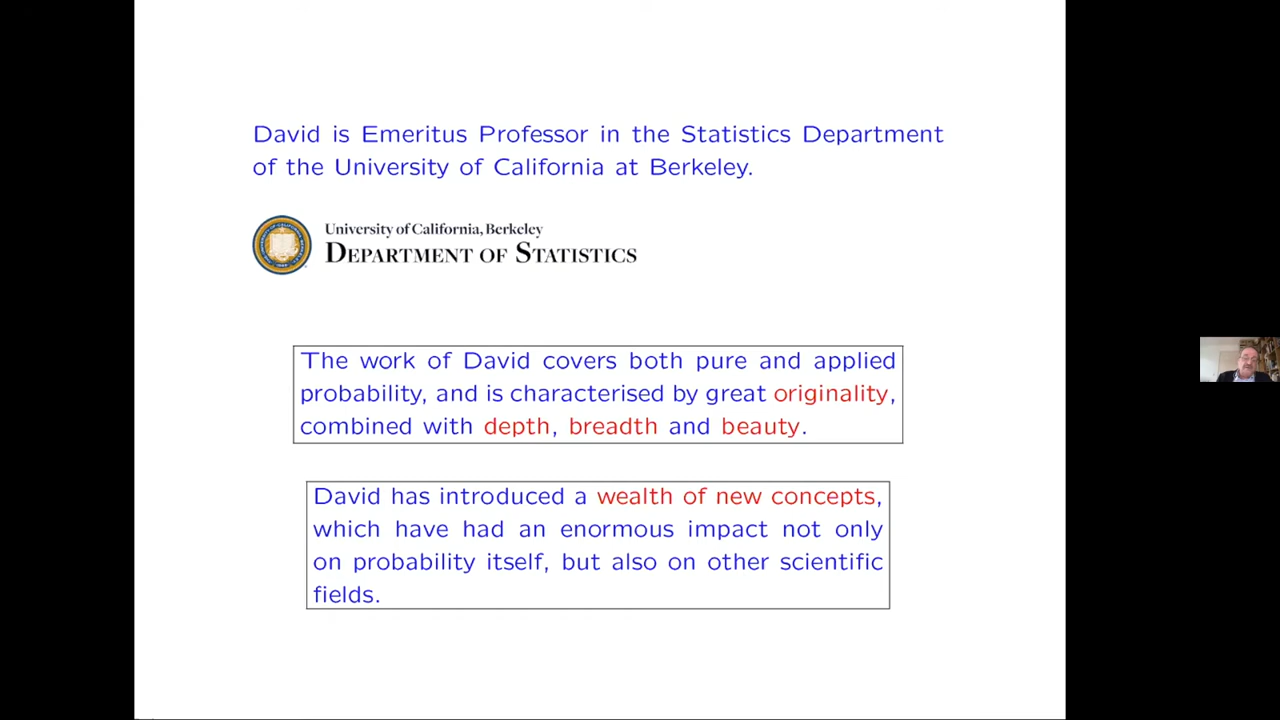 David is Emeritus Professor in the Statistics Department
of the University of California at Berkeley.
University of California, Berkeley
DEPARTMENT OF STATISTICS
The work of David covers both pure and applied
probability, and is characterised by great originality,
combined with depth, breadth and beauty.
David has introduced a wealth of new concepts,
which have had an enormous impact not only
on probability itself, but also on other scientific
fields.